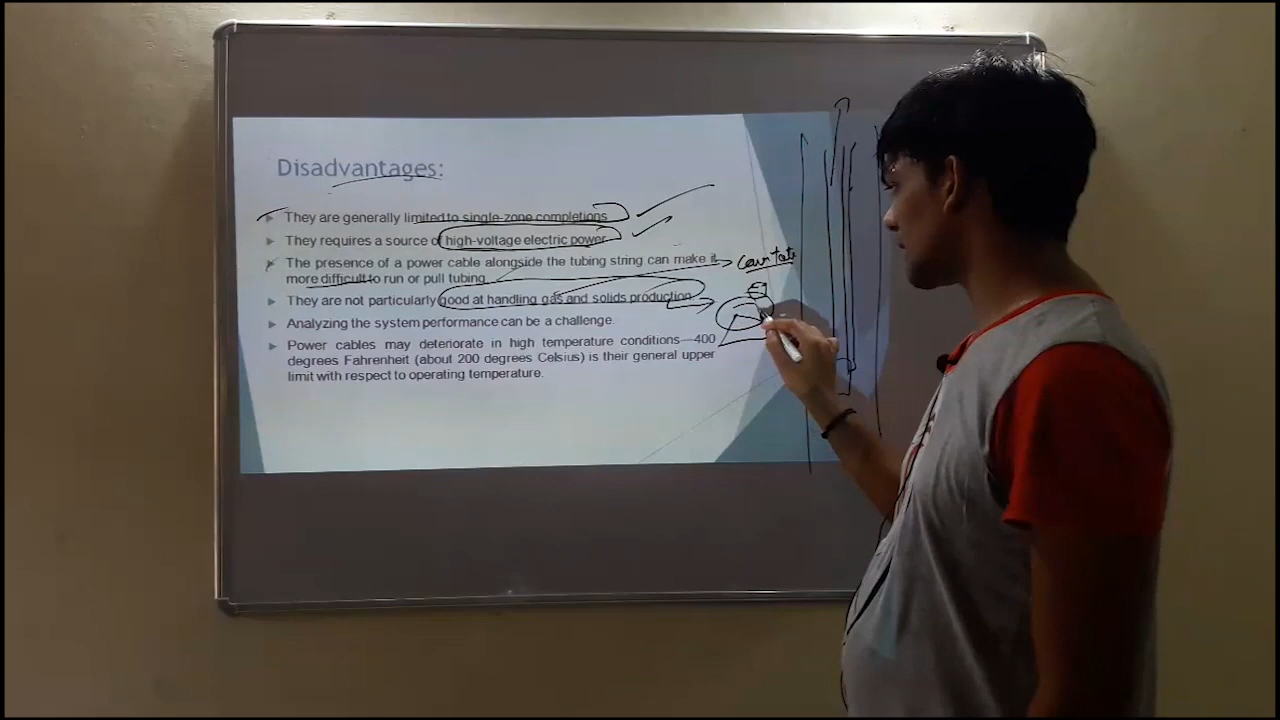 Disadvantages:
They are generally limited to single-zone completions
They requires a source of high-voltage electric power
The presence of a power cable alongside the tubing string can make it
more difficult to run or pull tubing.
They are not particularly good at handling gas and solids production
Analyzing the system performance can be a challenge.
Power cables may deteriorate in high temperature conditions—400
degrees Fahrenheit (about 200 degrees Celsius) is their general upper
limit with respect to operating temperature.